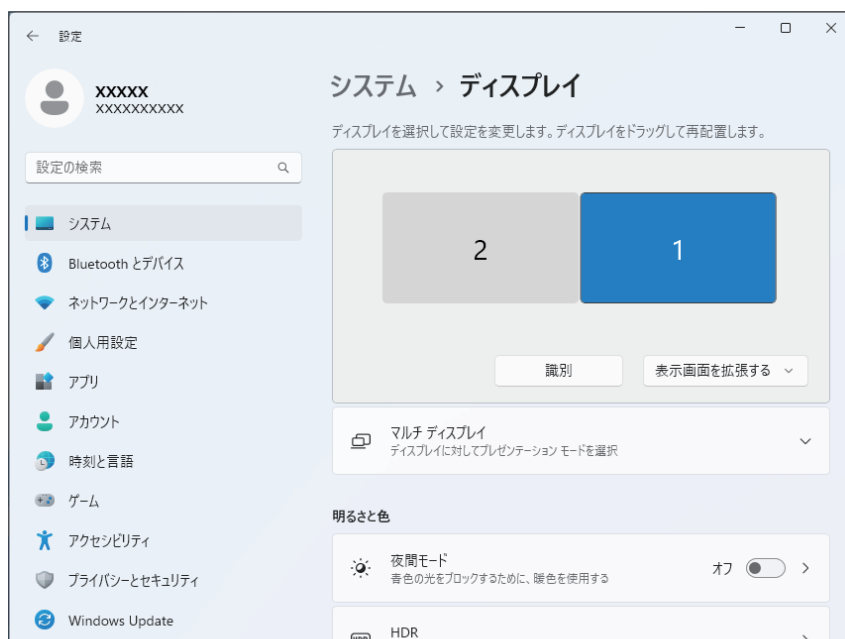 設定
XXXXX
XXXXXXXXXX
設定の検索
システム
Bluetooth とデバイス
ネットワークとインターネット
個人用設定
アプリ
アカウント
時刻と言語
ゲーム
アクセシビリティ
プライバシーとセキュリティ
Windows Update
システム › ディスプレイ
ディスプレイを選択して設定を変更します。ディスプレイをドラッグして再配置します。
2 1
識別 表示画面を拡張する
マルチ ディスプレイ
ディスプレイに対してプレゼンテーション モードを選択
明るさと色
夜間モード
青色の光をブロックするために、暖色を使用する
オフ
HDR